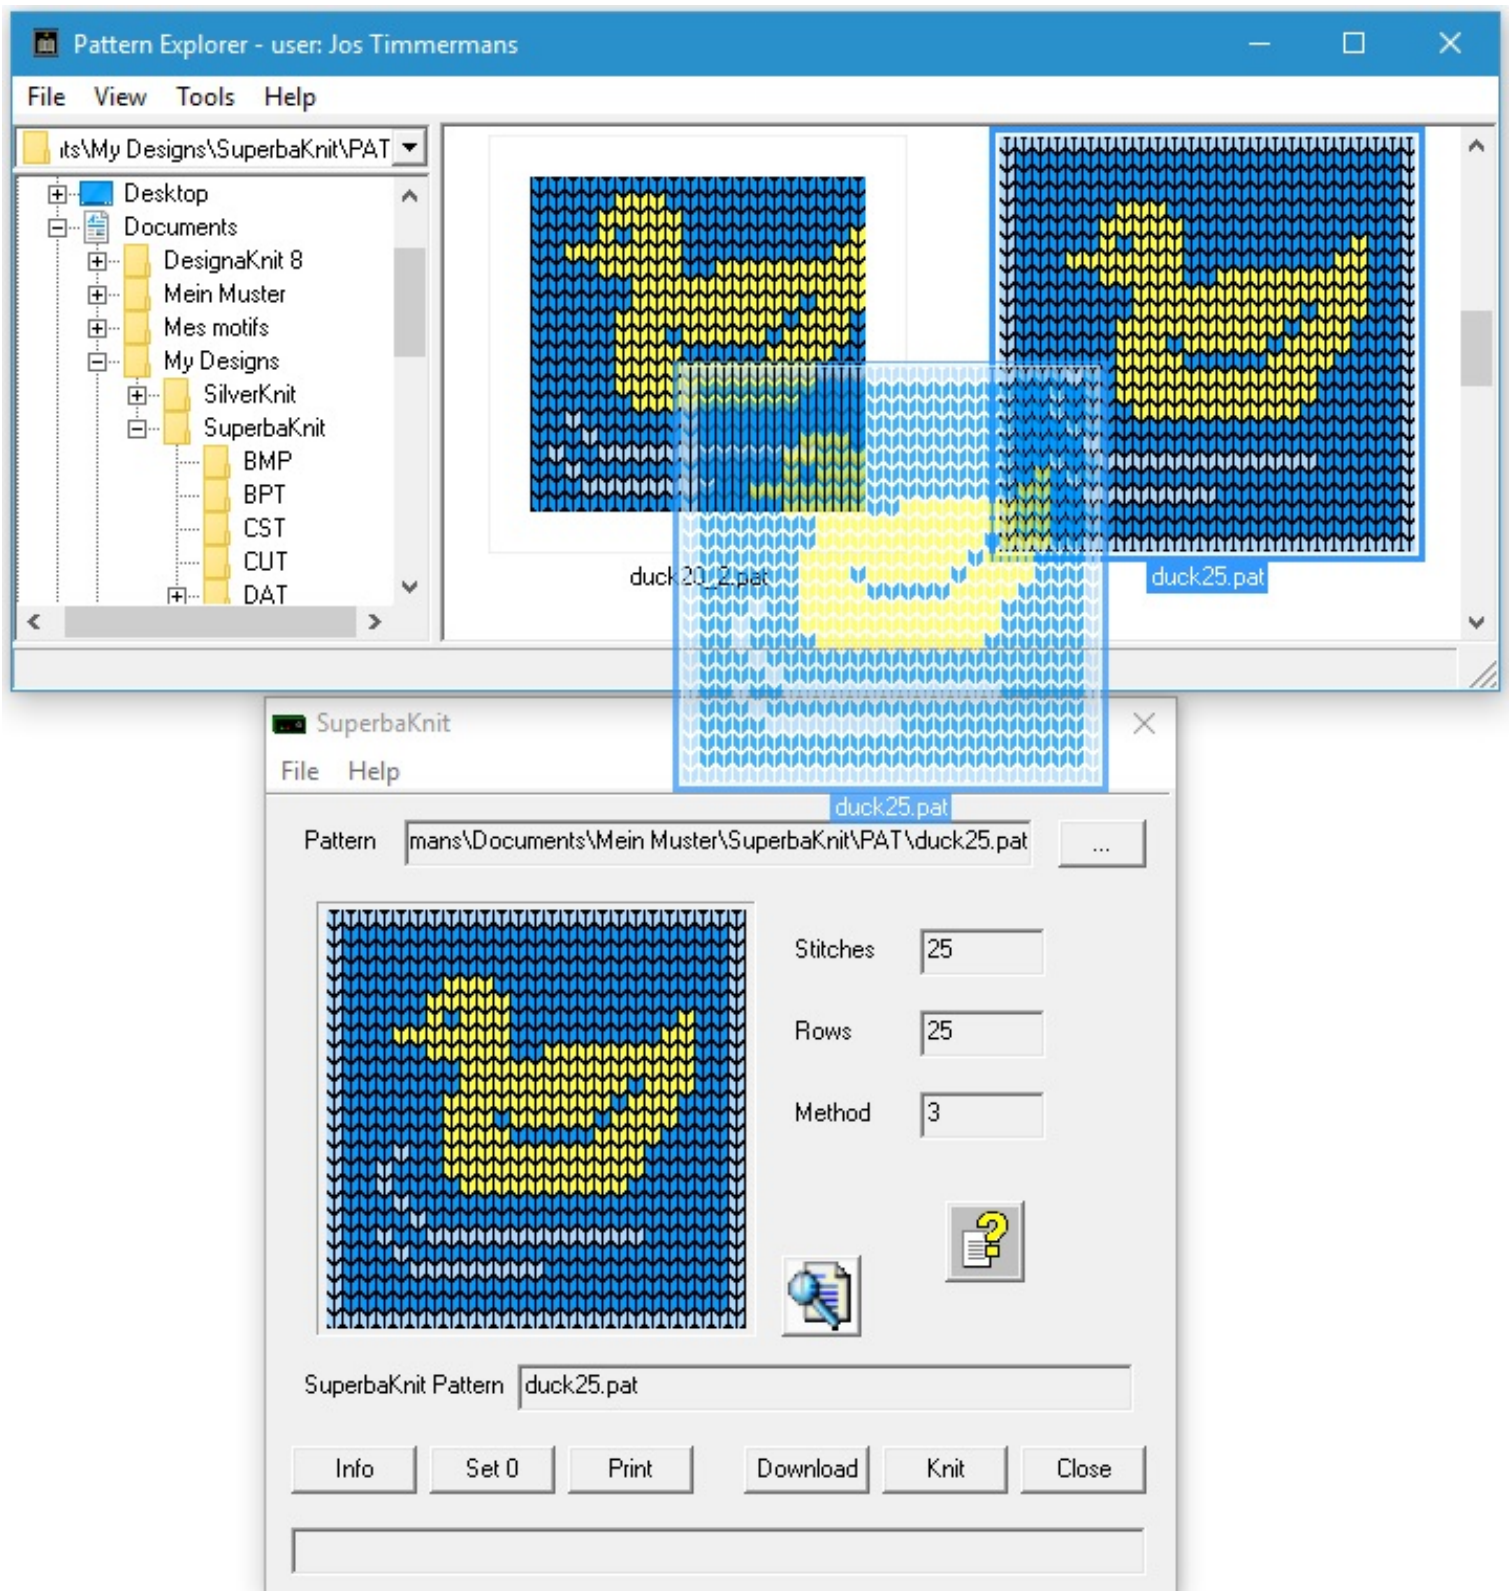 Pattern Explorer - user: Jos Timmermans
File View Tools Help
ıts\My Designs\SuperbaKnit\PAT
Desktop
Documents
DesignaKnit 8
Mein Muster
Mes motifs
My Designs
SilverKnit
SuperbaKnit
BMP
BPT
CST
CUT
DAT
duck20_2.pat
duck25.pat
duck25.pat
SuperbaKnit
File Help
Pattern mans\Documents\Mein Muster\SuperbaKnit\PAT\duck25.pat ...
Stitches 25
Rows 25
Method 3
SuperbaKnit Pattern duck25.pat
Info Set 0 Print Download Knit Close